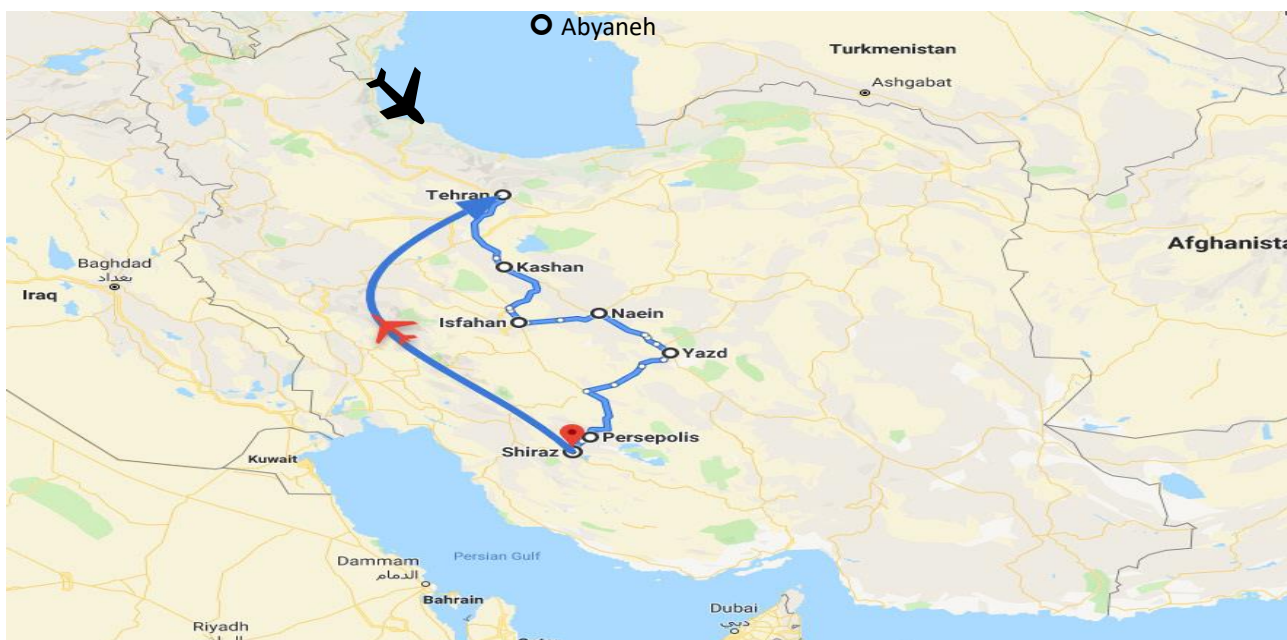 Abyaneh
Turkmenistan
Ashgabat
Tehran
Afghanista
Baghdad
بغداد
Kashan
Iraq
Naein
Isfahan
Yazd
Persepolis
Shiraz
Kuwait
Persian Gulf
Dammam
الدمام
Bahrain
Dubai
دبي
Riyadh